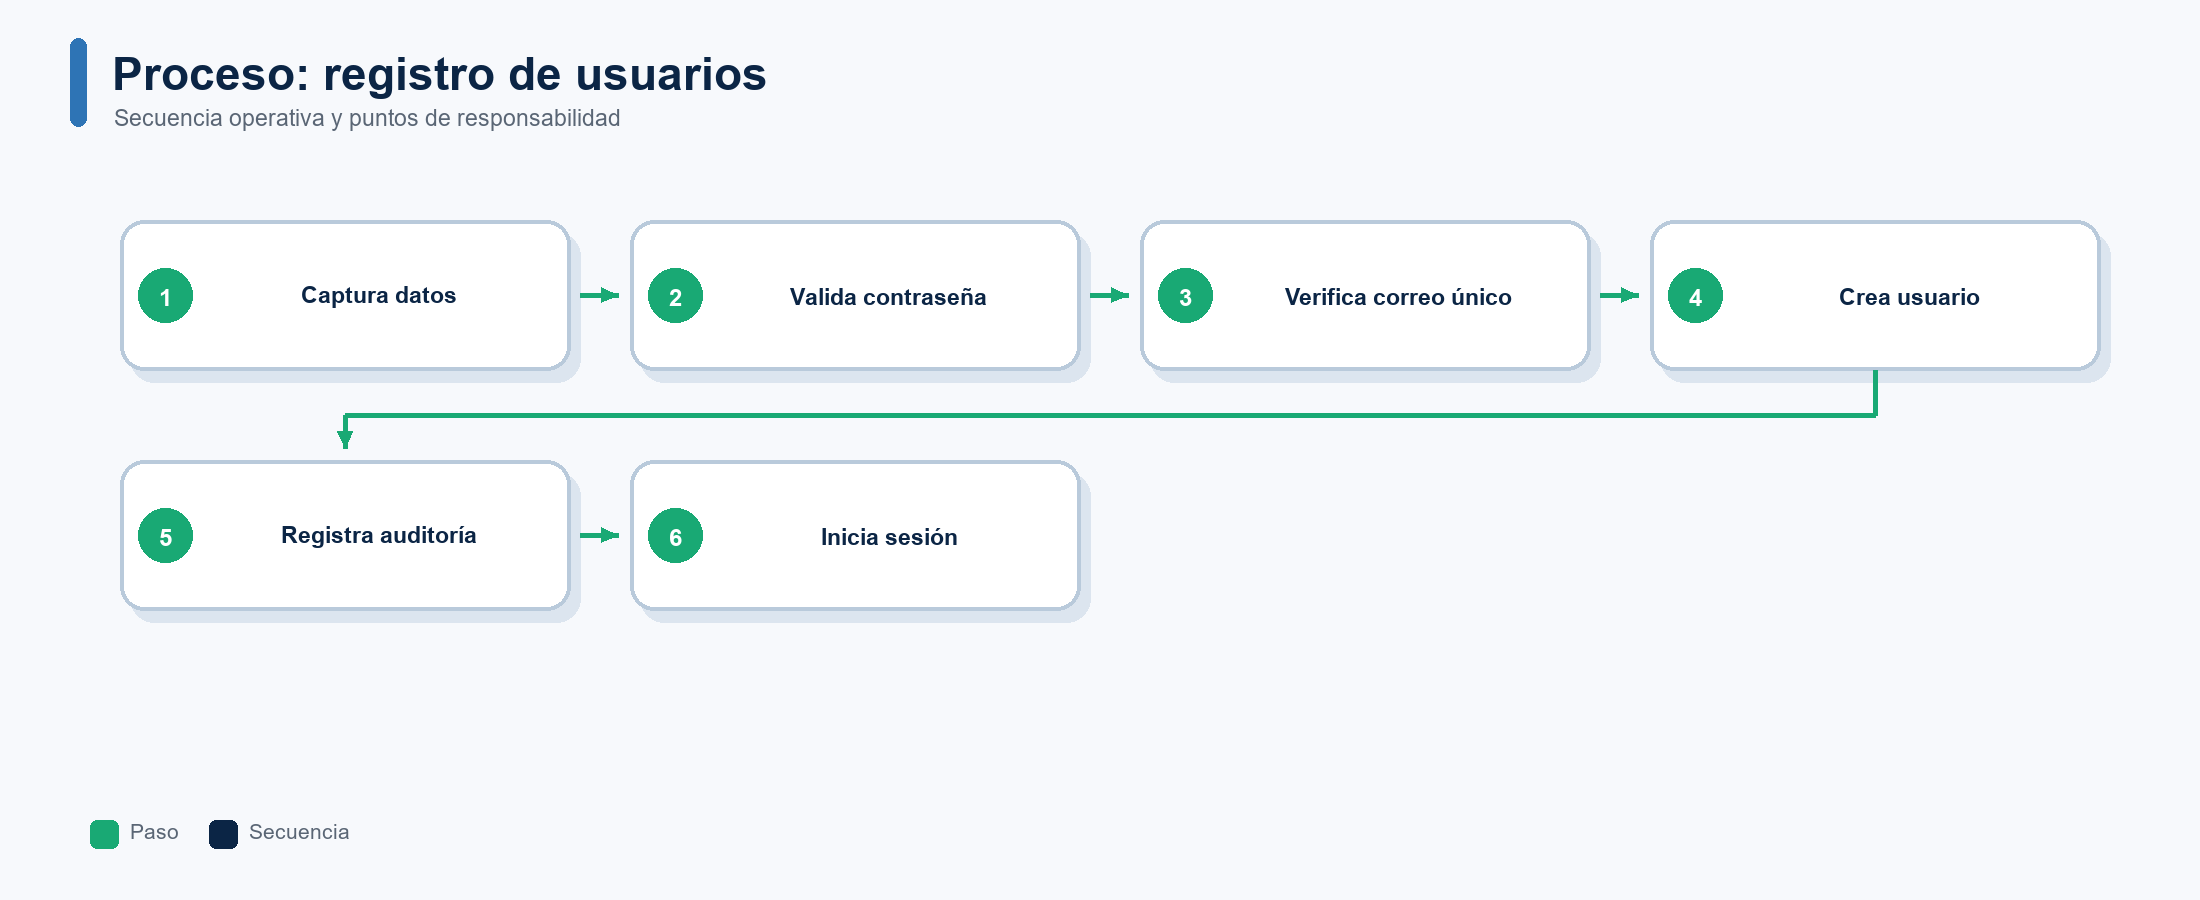 Proceso: registro de usuarios
Secuencia operativa y puntos de responsabilidad
1 Captura datos
2 Valida contraseña
3 Verifica correo único
4 Crea usuario
5 Registra auditoría
6 Inicia sesión
Paso
Secuencia